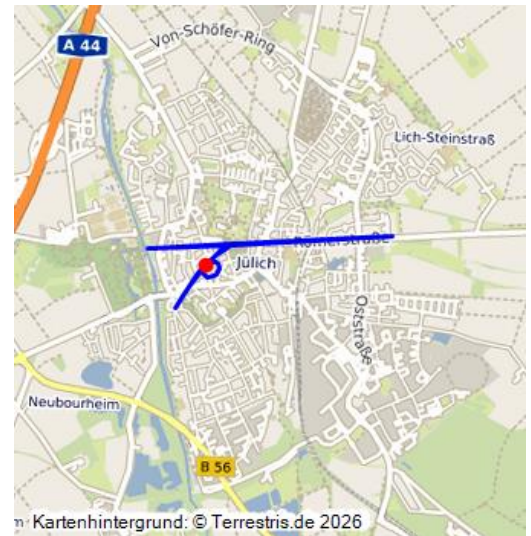 A 44
Von-Schöfer-Ring
Lich-Steinstraß
Römerstraße
Jülich
Oststraße
Neubourheim
B 56
m Kartenhintergrund: © Terrestris.de 2026